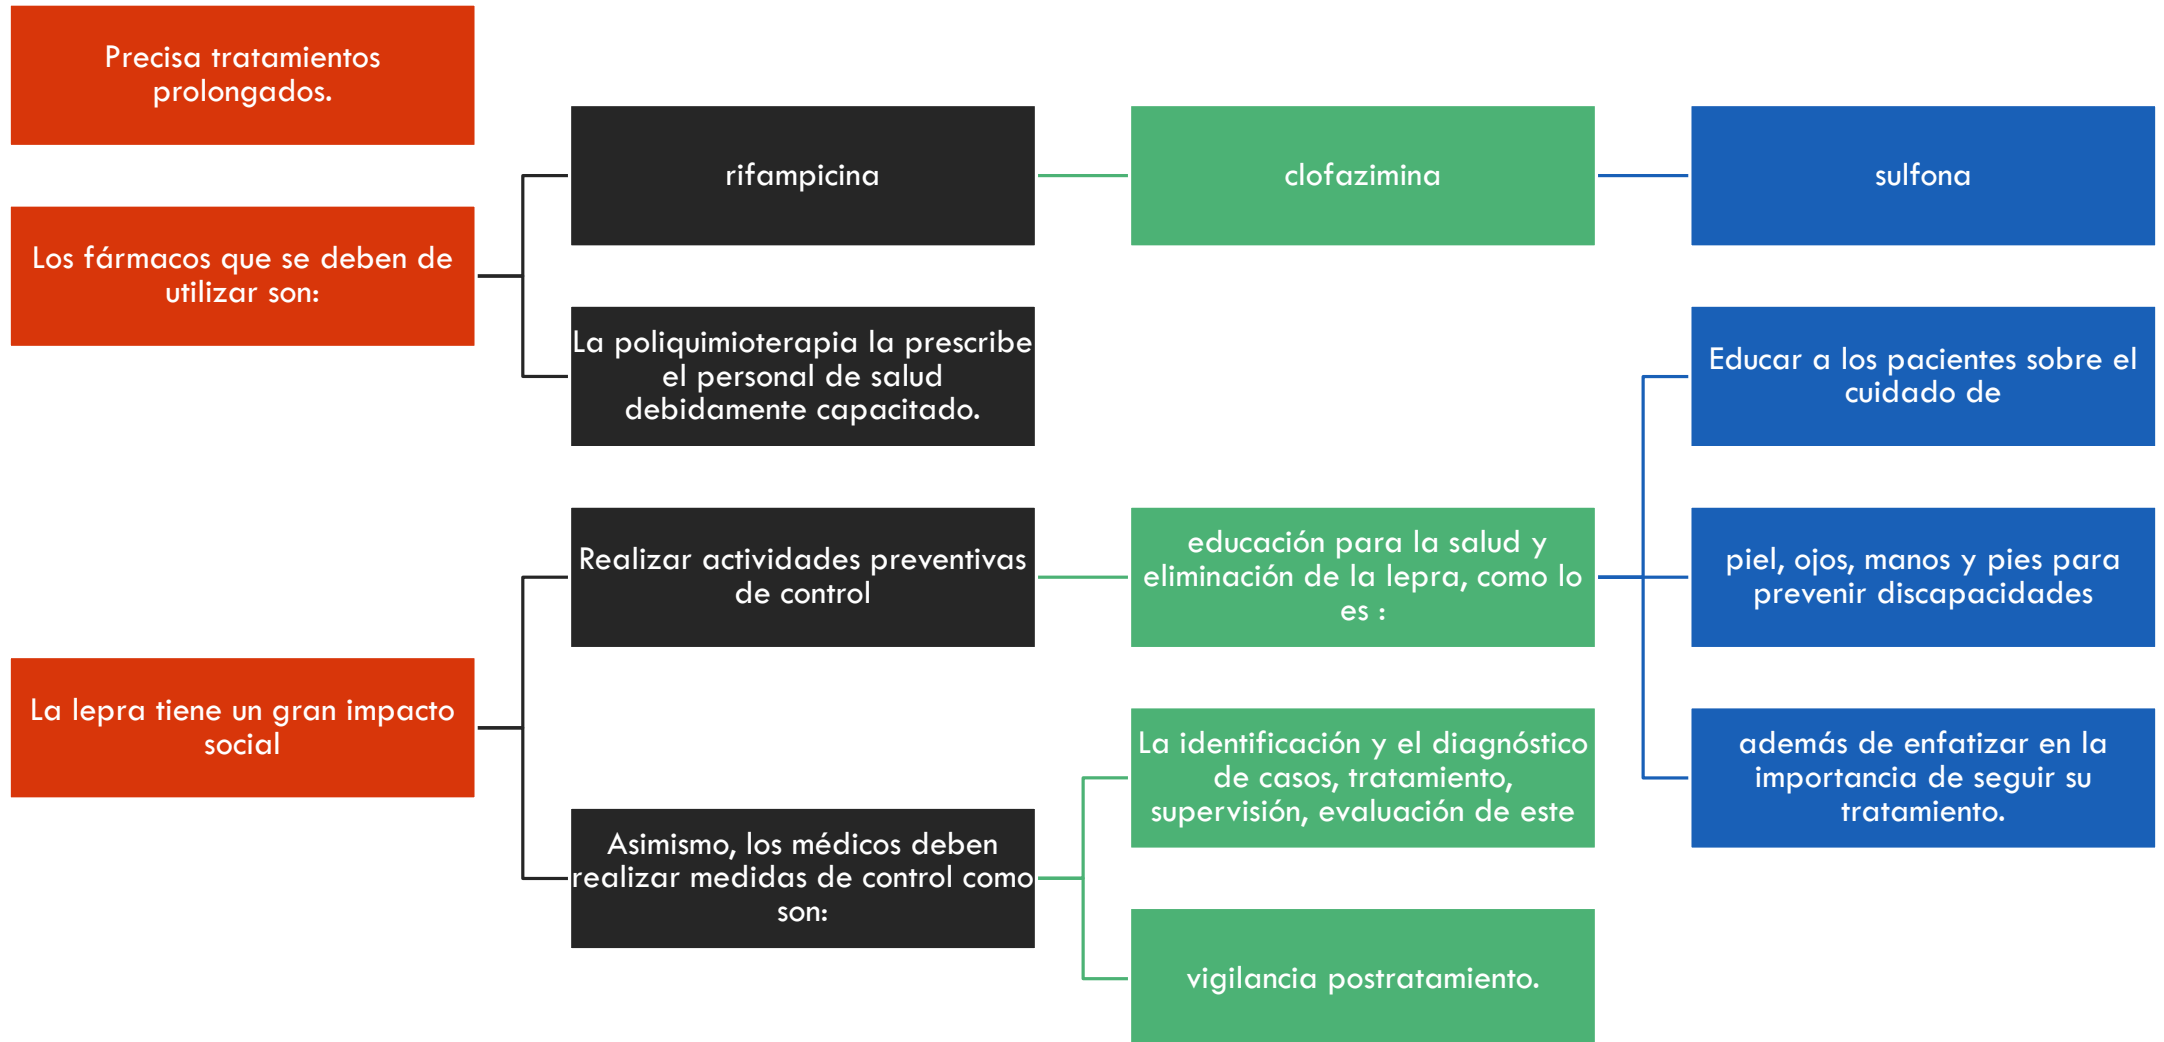 Precisa tratamientos
prolongados.
Los fármacos que se deben de
utilizar son:
rifampicina
clofazimina
sulfona
La poliquimioterapia la prescribe
el personal de salud
debidamente capacitado.
La lepra tiene un gran impacto
social
Realizar actividades preventivas
de control
educación para la salud y
eliminación de la lepra, como lo
es :
Educar a los pacientes sobre el
cuidado de
piel, ojos, manos y pies para
prevenir discapacidades
además de enfatizar en la
importancia de seguir su
tratamiento.
Asimismo, los médicos deben
realizar medidas de control como
son:
La identificación y el diagnóstico
de casos, tratamiento,
supervisión, evaluación de este
vigilancia postratamiento.